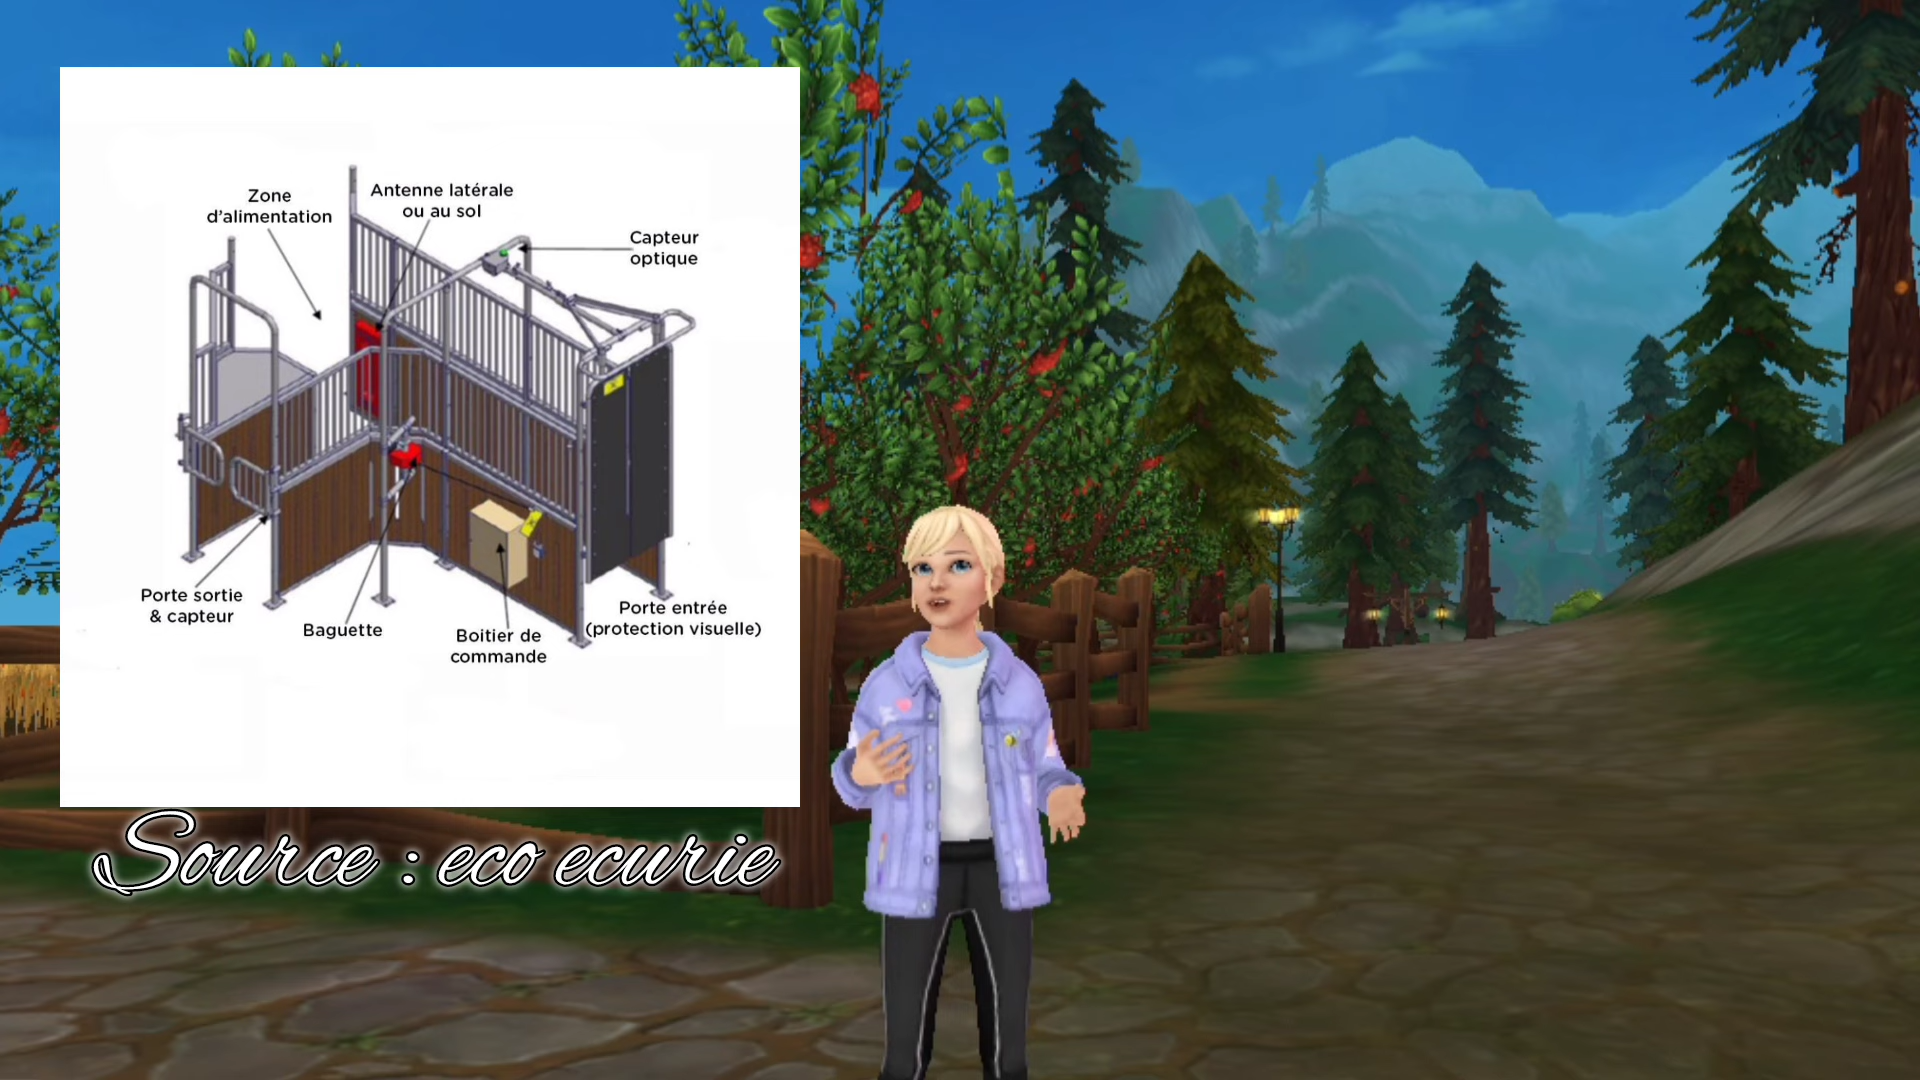 Zone
d'alimentation
Antenne latérale
ou au sol
Capteur
optique
Porte sortie
& capteur
Baguette
Boitier de
commande
Porte entrée
(protection visuelle)
Source : eco ecurie